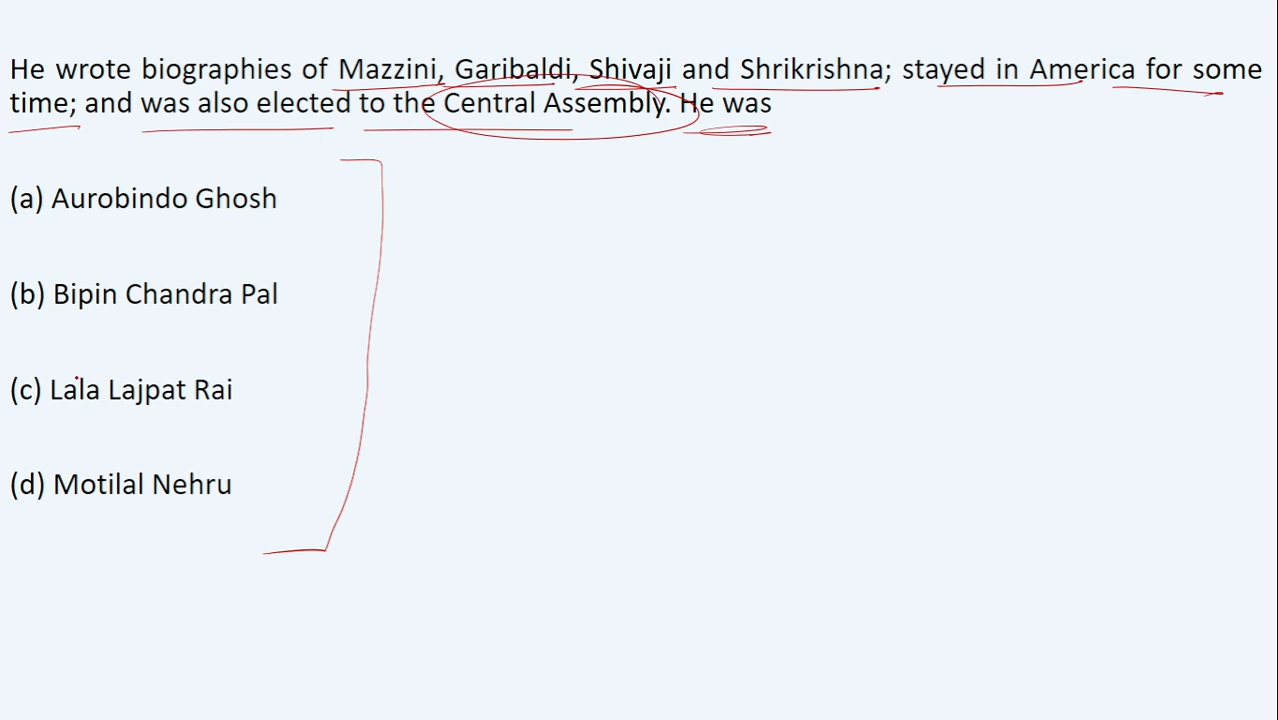 He wrote biographies of Mazzini, Garibaldi, Shivaji and Shrikrishna; stayed in America for some
time; and was also elected to the Central Assembly. He was
(a) Aurobindo Ghosh
(b) Bipin Chandra Pal
(c) Lala Lajpat Rai
(d) Motilal Nehru